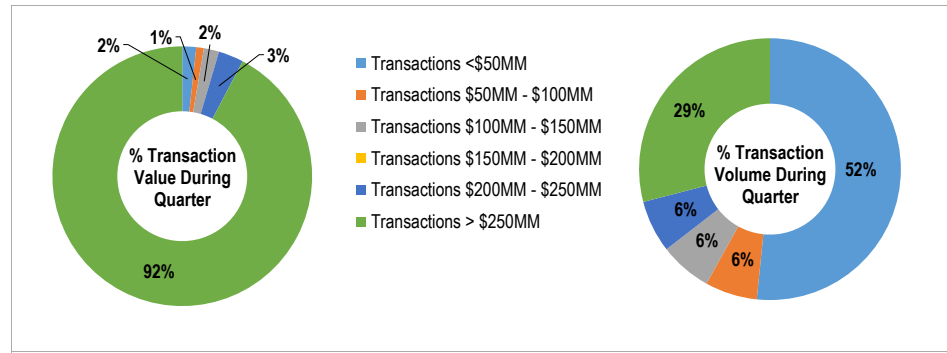 2%
1%
2%
3%
% Transaction
Value During
Quarter
92%
Transactions <$50MM
Transactions $50MM - $100MM
Transactions $100MM - $150MM
Transactions $150MM - $200MM
Transactions $200MM - $250MM
Transactions > $250MM
29%
% Transaction
Volume During
Quarter
52%
6%
6%
6%